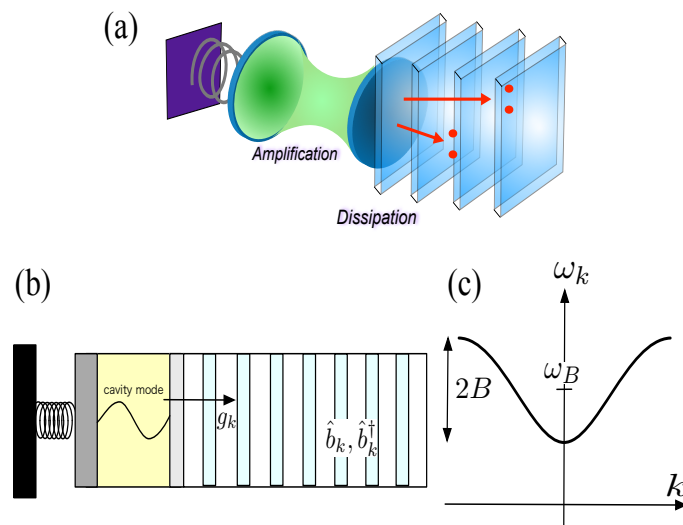 (a)
Amplification
Dissipation
(b)
cavity mode
g_k
b̂_k, b̂_k^†
(c)
ω_k
ω_B
2B
k